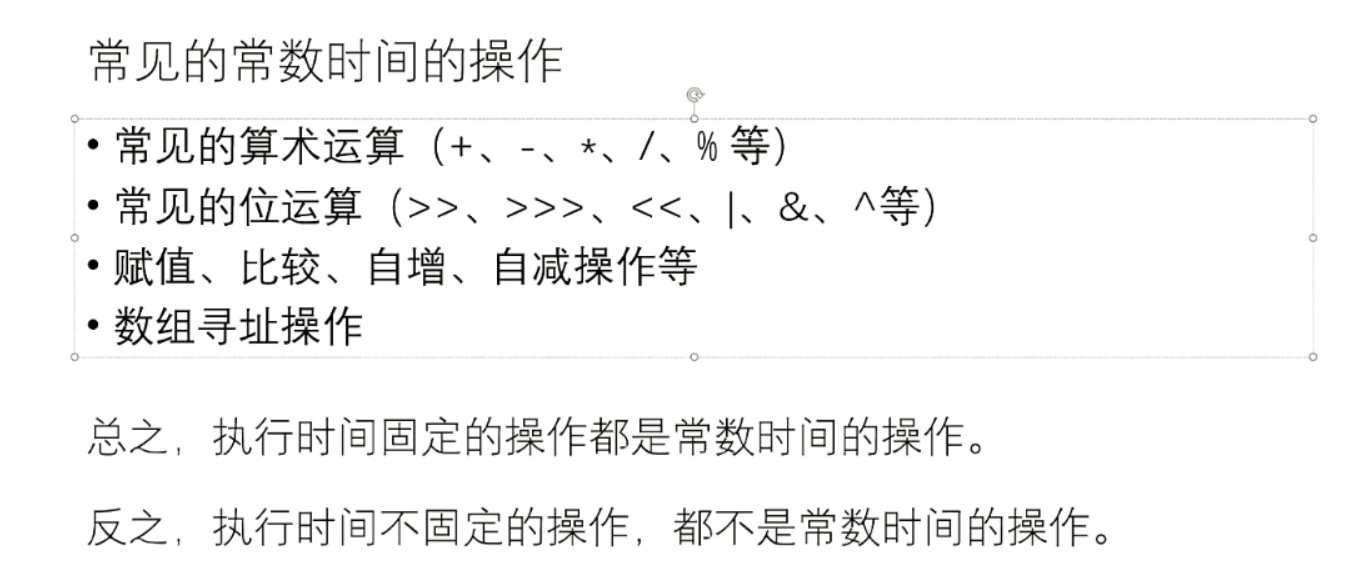 常见的常数时间的操作
• 常见的算术运算（+、-、*、/、% 等）
• 常见的位运算（>>、>>>、<<、|、&、^等）
• 赋值、比较、自增、自减操作等
• 数组寻址操作
总之，执行时间固定的操作都是常数时间的操作。
反之，执行时间不固定的操作，都不是常数时间的操作。